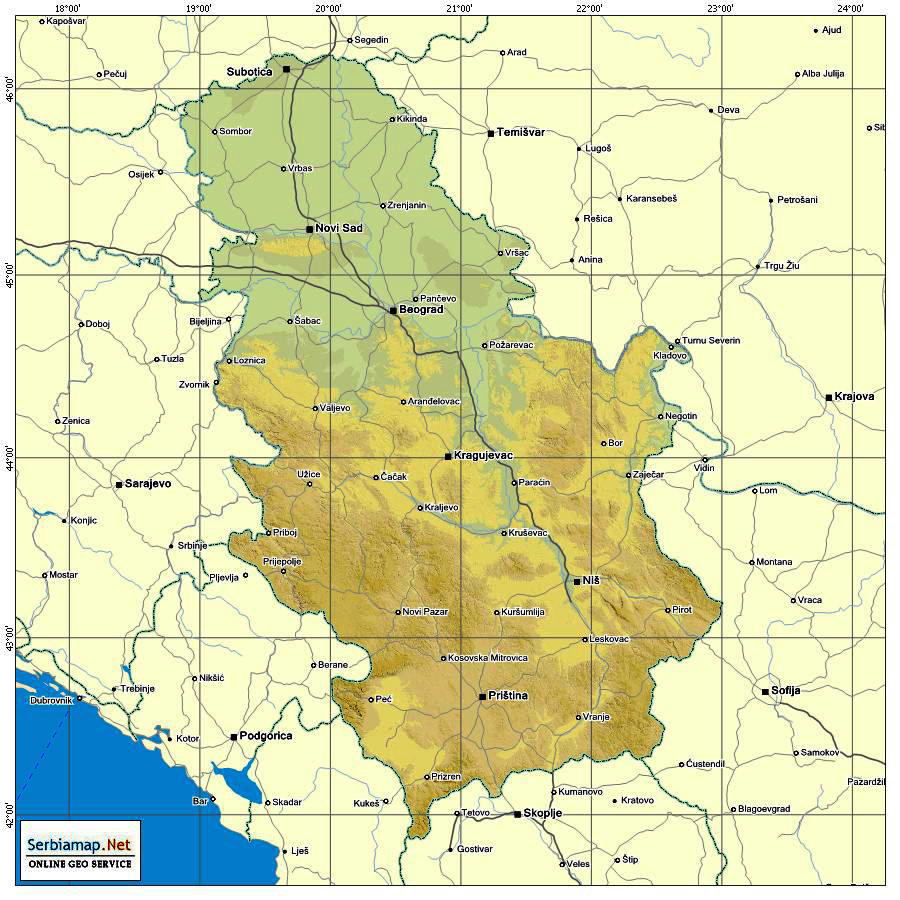 18°00' 19°00' 20°00' 21°00' 22°00' 23°00' 24°00'
Kapošvar
Ajud
Segedin
Arad
Subotica
Pečuj
Alba Julija
46°00'
Deva
Kikinda
Sib
Sombor
Temišvar
Lugoš
Vrbas
Osijek
Karansebeš
Petrošani
Zrenjanin
Rešica
Novi Sad
Vršac
Anina
Trgu Žiu
45°00'
Pančevo
Beograd
Bijeljina
Šabac
Doboj
Turnu Severin
Požarevac
Kladovo
Tuzla
Loznica
Zvornik
Krajova
Aranđelovac
Valjevo
Negotin
Zenica
Bor
44°00'
Kragujevac
Vidin
Užice
Čačak
Zaječar
Sarajevo
Paraćin
Lom
Kraljevo
Konjic
Priboj
Kruševac
Srbinje
Prijepolje
Montana
Pljevlja
Mostar
Niš
Vraca
Novi Pazar
Kuršumlija
Pirot
43°00'
Leskovac
Kosovska Mitrovica
Berane
Nikšić
Trebinje
Sofija
Dubrovnik
Peć
Priština
Vranje
Kotor
Podgorica
Samokov
Ćustendil
Prizren
Pazardžil
Kumanovo
Bar
Skadar
Kukeš
Kratovo
Blagoevgrad
42°00'
Tetovo
Skoplje
Serbiamap.Net
ONLINE GEO SERVICE
Lješ
Gostivar
Štip
Veles